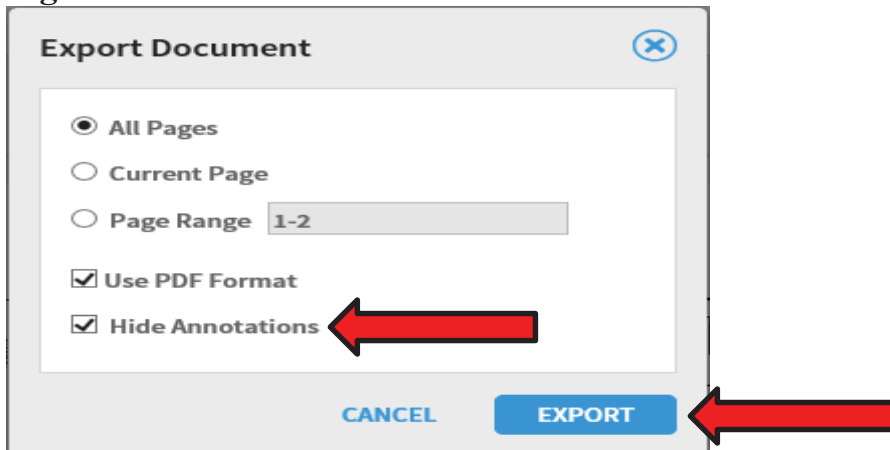 Export Document
All Pages
Current Page
Page Range 1-2
Use PDF Format
Hide Annotations
CANCEL EXPORT